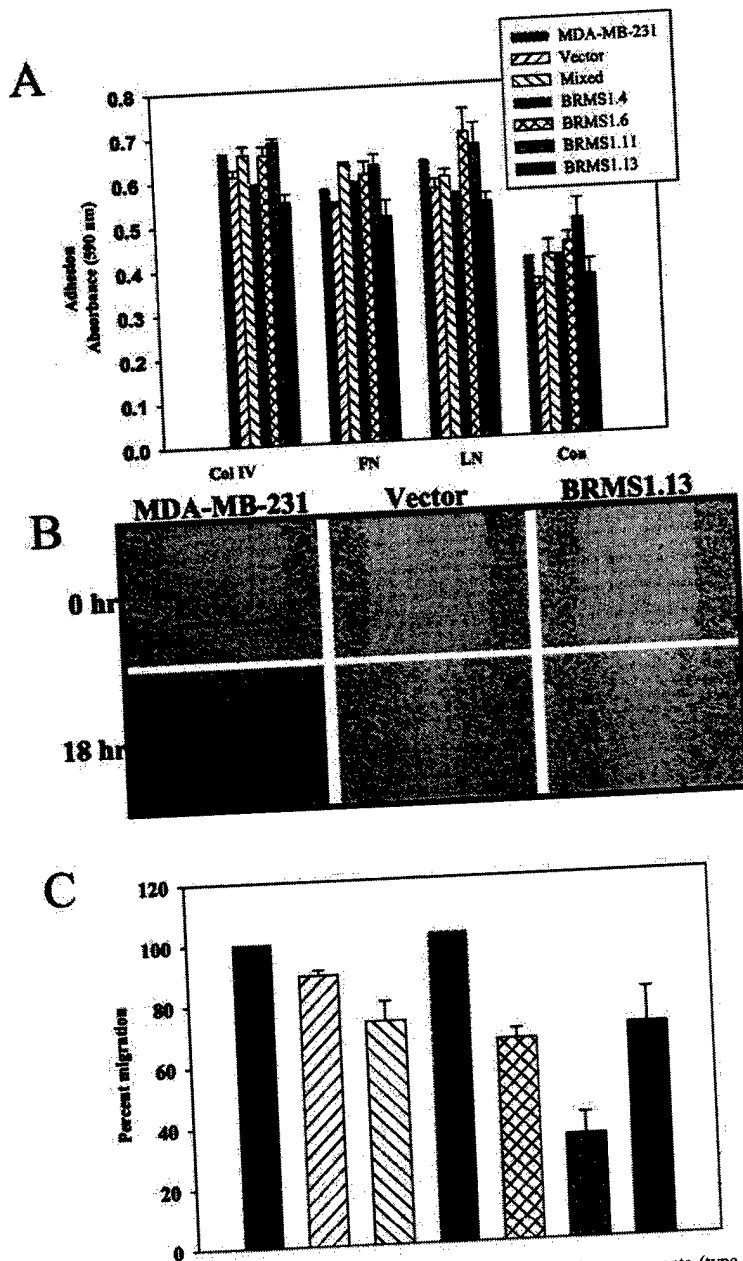 A
MDA-MB-231
Vector
Mixed
BRMS1.4
BRMS1.6
BRMS1.11
BRMS1.13
Adhesion
Absorbance (590 nm)
0.8
0.7
0.6
0.5
0.4
0.3
0.2
0.1
0.0
Col IV
FN
LN
Con
B
MDA-MB-231
Vector
BRMS1.13
0 hr
18 hr
C
Percent migration
120
100
80
60
40
20
0
(type